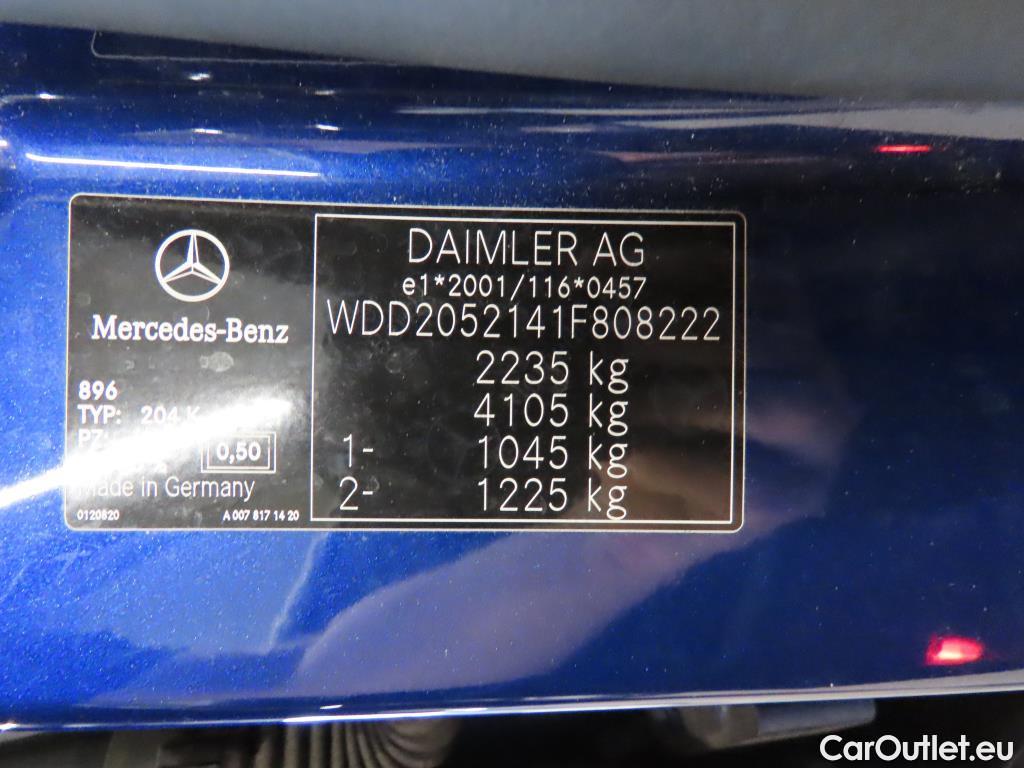 Mercedes-Benz
896
TYP: 204 K
PZ:
0,50
Made in Germany
0120820
A 007 817 14 20
DAIMLER AG
e1*2001/116*0457
WDD2052141F808222
2235 kg
4105 kg
1- 1045 kg
2- 1225 kg
CarOutlet.eu